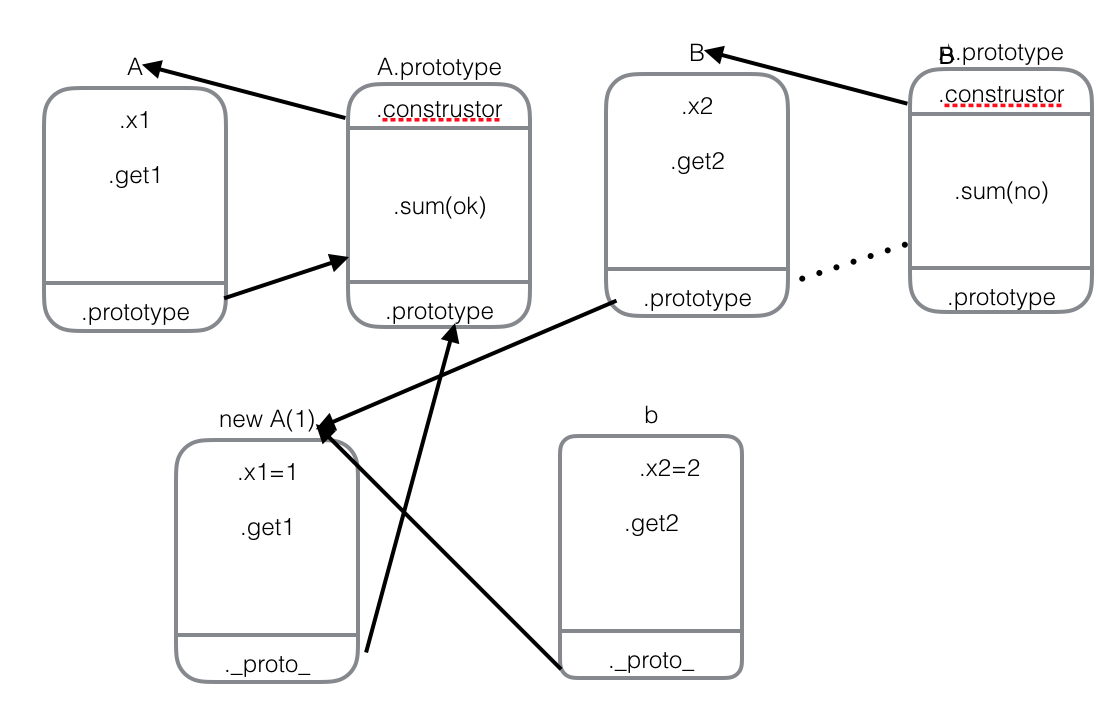 A
A.prototype
B
B.prototype
.x1
.get1
.prototype
.construstor
.sum(ok)
.prototype
.x2
.get2
.prototype
.construstor
.sum(no)
.prototype
new A(1)
.x1=1
.get1
._proto_
b
.x2=2
.get2
._proto_